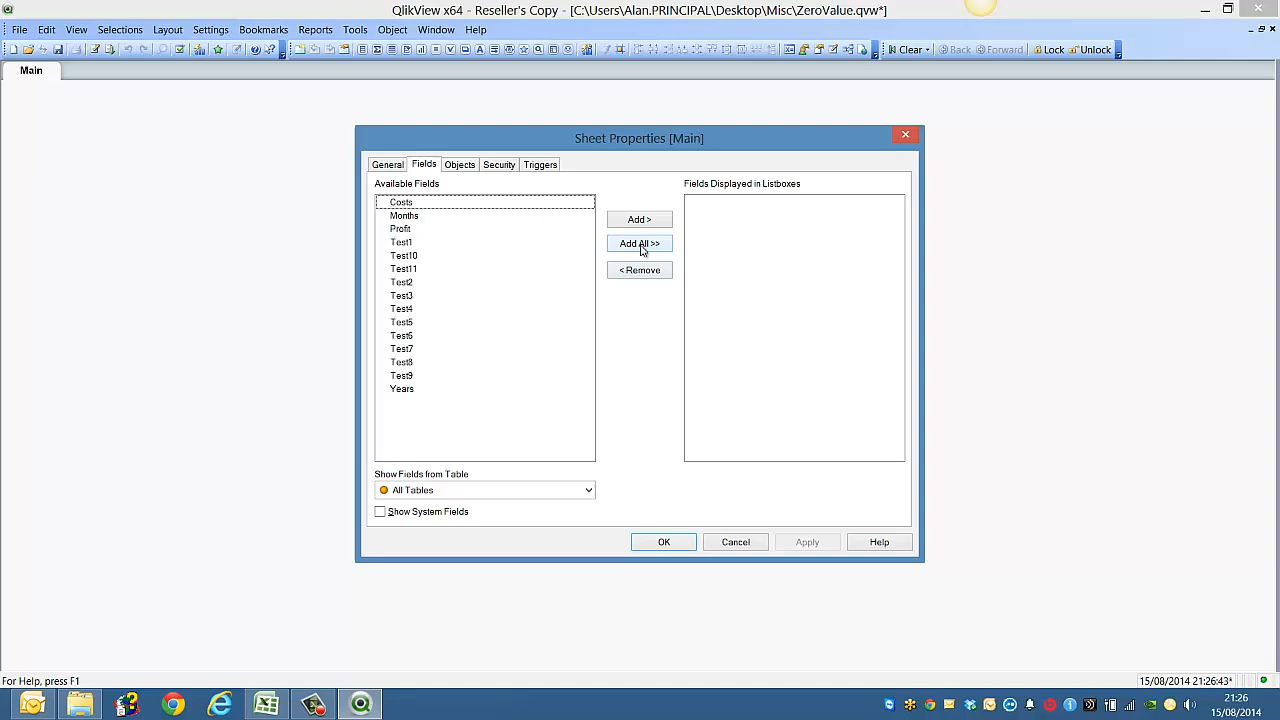 QlikView x64 - Reseller's Copy - [C:\Users\Alan.PRINCIPAL\Desktop\Misc\ZeroValue.qvw*]
File Edit View Selections Layout Settings Bookmarks Reports Tools Object Window Help
Clear Back Forward Lock Unlock
Main
Sheet Properties [Main]
General Fields Objects Security Triggers
Available Fields
Fields Displayed in Listboxes
Costs
Months
Profit
Test1
Test10
Test11
Test2
Test3
Test4
Test5
Test6
Test7
Test8
Test9
Years
Add >
Add All >>
< Remove
Show Fields from Table
All Tables
Show System Fields
OK Cancel Apply Help
For Help, press F1
15/08/2014 21:26:43*
21:26
15/08/2014